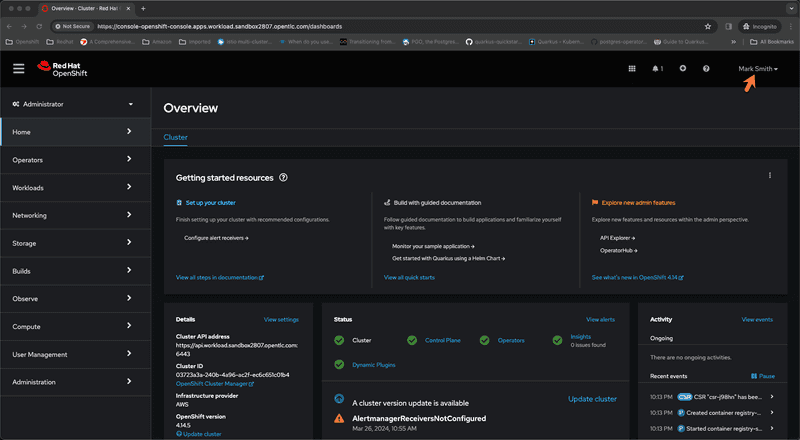 Overview · Cluster · Red Hat
Not Secure
https://console-openshift-console.apps.workload.sandbox2807.opentlc.com/dashboards
Incognito
Openshift
Redhat
A Comprehensive...
Amazon
Imported
When do you use...
Transitioning from...
PGO, the Postgres...
quarkus-quickstar...
Quarkus - Kubern...
postgres-operator...
Guide to Quarkus...
»
All Bookmarks
Red Hat
OpenShift
1
Mark Smith
Administrator
Home
Operators
Workloads
Networking
Storage
Builds
Observe
Compute
User Management
Administration
Overview
Cluster
Getting started resources
Set up your cluster
Finish setting up your cluster with recommended configurations.
Configure alert receivers
View all steps in documentation
Build with guided documentation
Follow guided documentation to build applications and familiarize yourself
with key features.
Monitor your sample application
Get started with Quarkus using a Helm Chart
View all quick starts
Explore new admin features
Explore new features and resources within the admin perspective.
API Explorer
OperatorHub
See what's new in OpenShift 4.14
Details
View settings
Cluster API address
https://api.workload.sandbox2807.opentlc.com:
6443
Cluster ID
03723a3a-240b-4a96-ac2f-ec6c651c01b4
OpenShift Cluster Manager
Infrastructure provider
AWS
OpenShift version
4.14.5
Update cluster
Status
View alerts
Cluster
Control Plane
Operators
Insights
0 issues found
Dynamic Plugins
A cluster version update is available
Update cluster
AlertmanagerReceiversNotConfigured
Mar 26, 2024, 10:55 AM
Activity
View events
Ongoing
There are no ongoing activities.
Recent events
Pause
10:13 PM
CSR
CSR "csr-j98hn" has bee...
10:13 PM
P
Created container registry-...
10:13 PM
P
Started container registry-s...